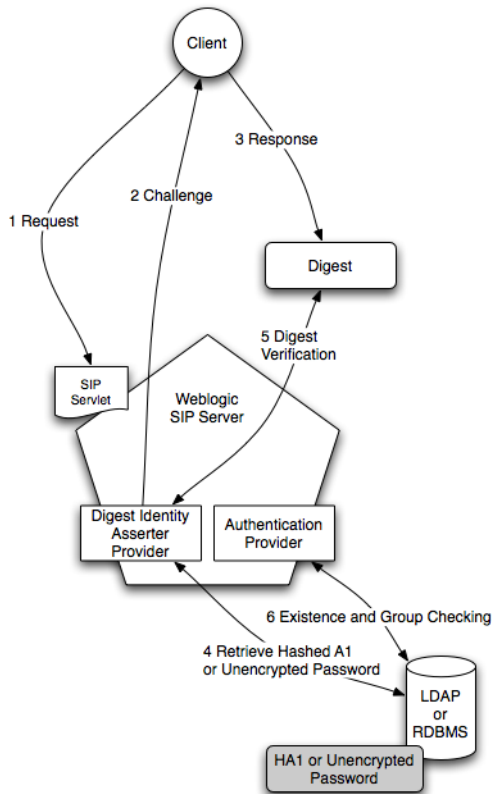 Client
3 Response
2 Challenge
1 Request
Digest
5 Digest
Verification
SIP
Servlet
Weblogic
SIP Server
Digest Identity
Asserter
Provider
Authentication
Provider
6 Existence and Group Checking
4 Retrieve Hashed A1
or Unencrypted Password
LDAP
or
RDBMS
HA1 or Unencrypted
Password